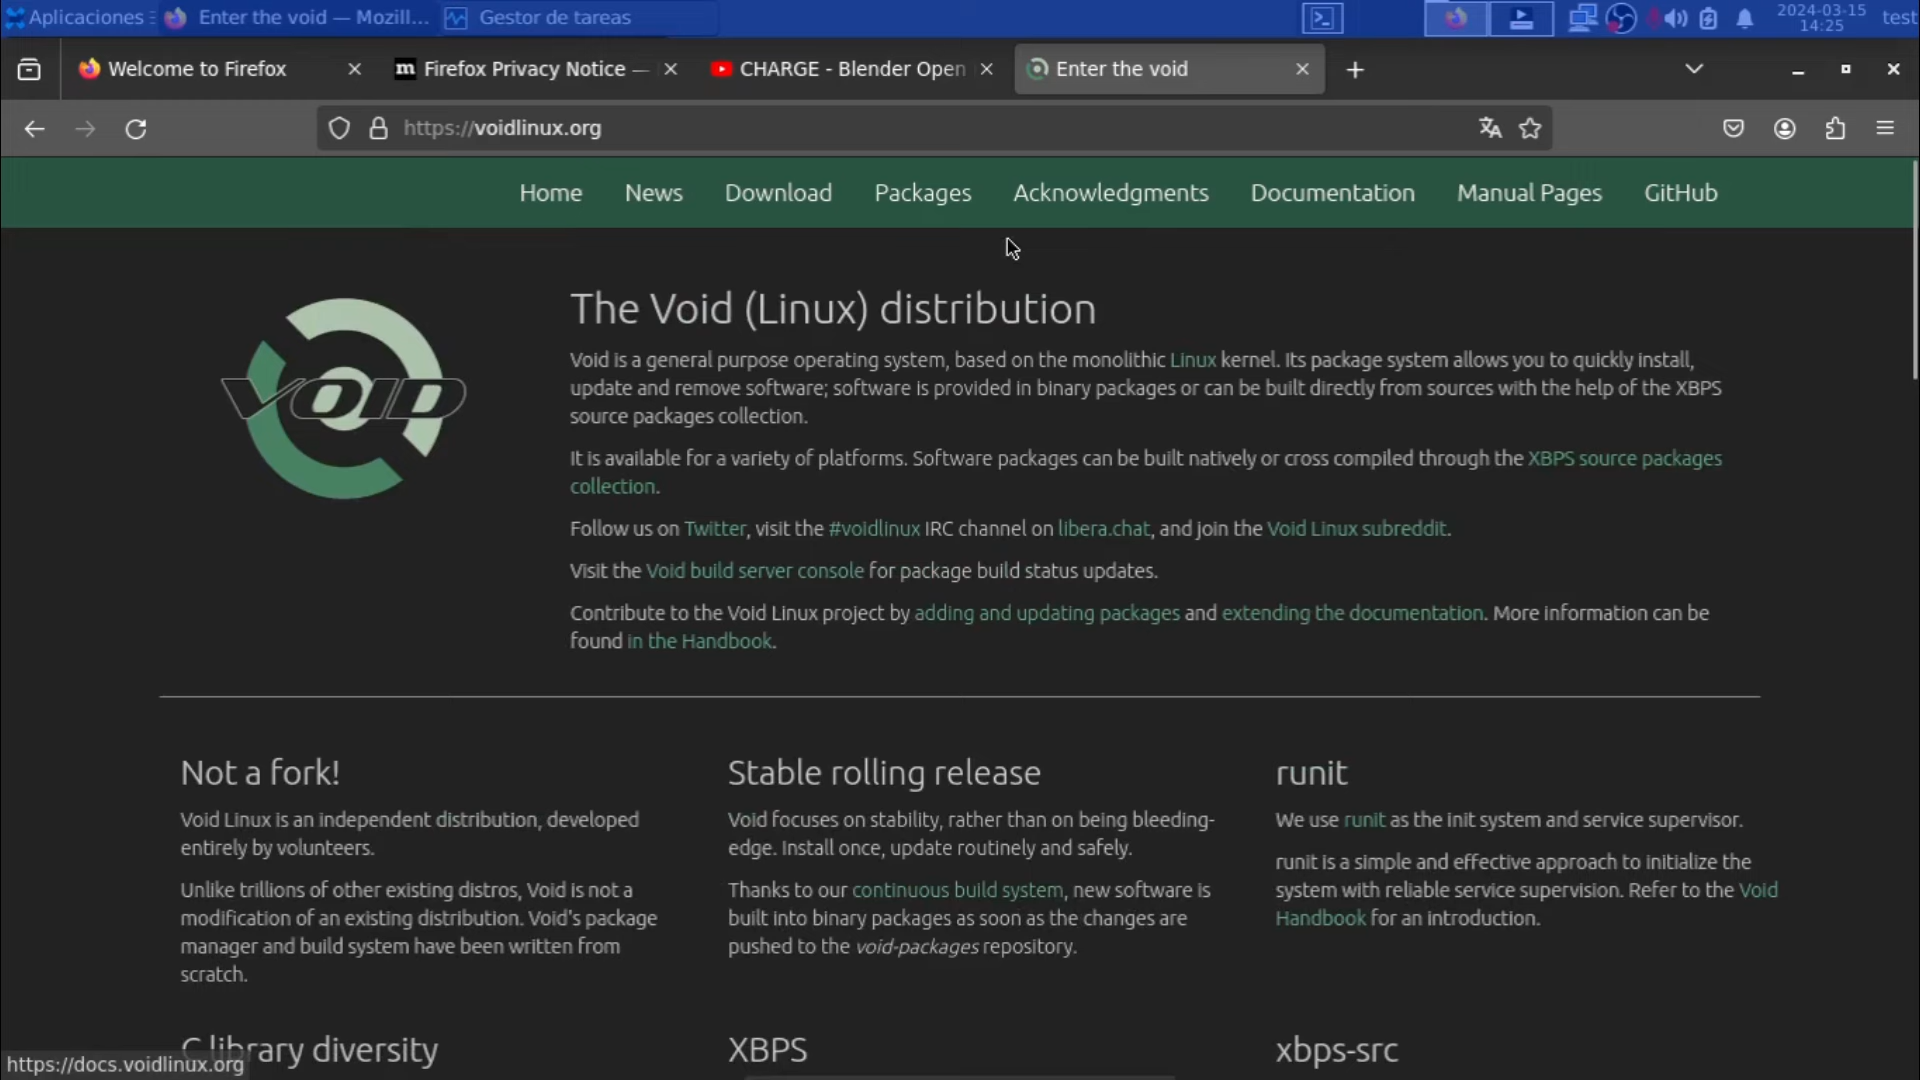 Aplicaciones
Enter the void — Mozill...
Gestor de tareas
2024-03-15
14:25
test
Welcome to Firefox
m Firefox Privacy Notice —
CHARGE - Blender Open
Enter the void
https://voidlinux.org
Home
News
Download
Packages
Acknowledgments
Documentation
Manual Pages
GitHub
VOID
The Void (Linux) distribution
Void is a general purpose operating system, based on the monolithic Linux kernel. Its package system allows you to quickly install,
update and remove software; software is provided in binary packages or can be built directly from sources with the help of the XBPS
source packages collection.
It is available for a variety of platforms. Software packages can be built natively or cross compiled through the XBPS source packages
collection.
Follow us on Twitter, visit the #voidlinux IRC channel on libera.chat, and join the Void Linux subreddit.
Visit the Void build server console for package build status updates.
Contribute to the Void Linux project by adding and updating packages and extending the documentation. More information can be
found in the Handbook.
Not a fork!
Void Linux is an independent distribution, developed
entirely by volunteers.
Unlike trillions of other existing distros, Void is not a
modification of an existing distribution. Void's package
manager and build system have been written from
scratch.
Stable rolling release
Void focuses on stability, rather than on being bleeding-
edge. Install once, update routinely and safely.
Thanks to our continuous build system, new software is
built into binary packages as soon as the changes are
pushed to the void-packages repository.
runit
We use runit as the init system and service supervisor.
runit is a simple and effective approach to initialize the
system with reliable service supervision. Refer to the Void
Handbook for an introduction.
C library diversity
XBPS
xbps-src
https://docs.voidlinux.org